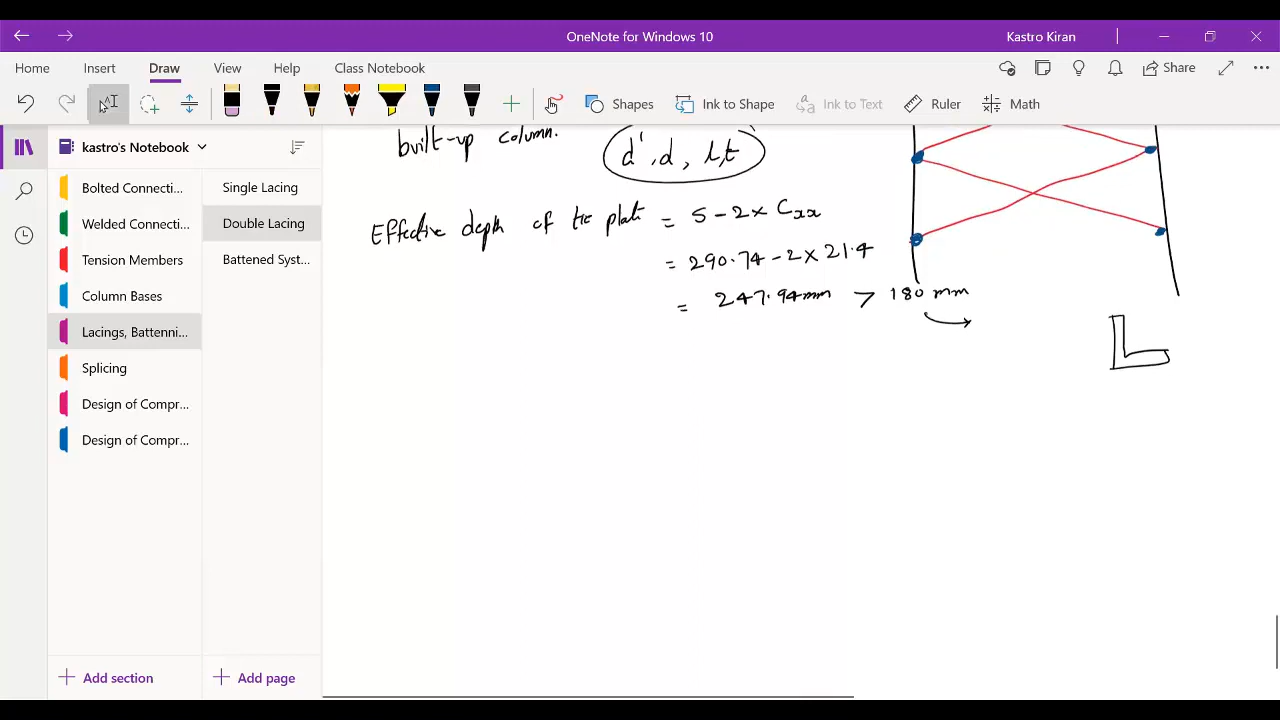 OneNote for Windows 10
Kastro Kiran
Home
Insert
Draw
View
Help
Class Notebook
Share
Shapes
Ink to Shape
Ink to Text
Ruler
Math
kastro's Notebook
Bolted Connecti...
Welded Connecti...
Tension Members
Column Bases
Lacings, Battenni...
Splicing
Design of Compr...
Design of Compr...
Single Lacing
Double Lacing
Battened Syst...
Add section
Add page
built-up column.
d', d, l, t
Effective depth of tie plate = S - 2 x Cxx
= 290.74 - 2 x 21.4
= 247.94mm > 180 mm